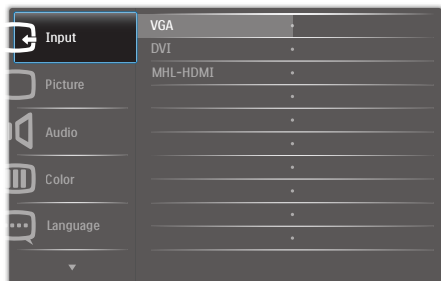 Input
Picture
Audio
Color
Language
VGA
DVI
MHL-HDMI